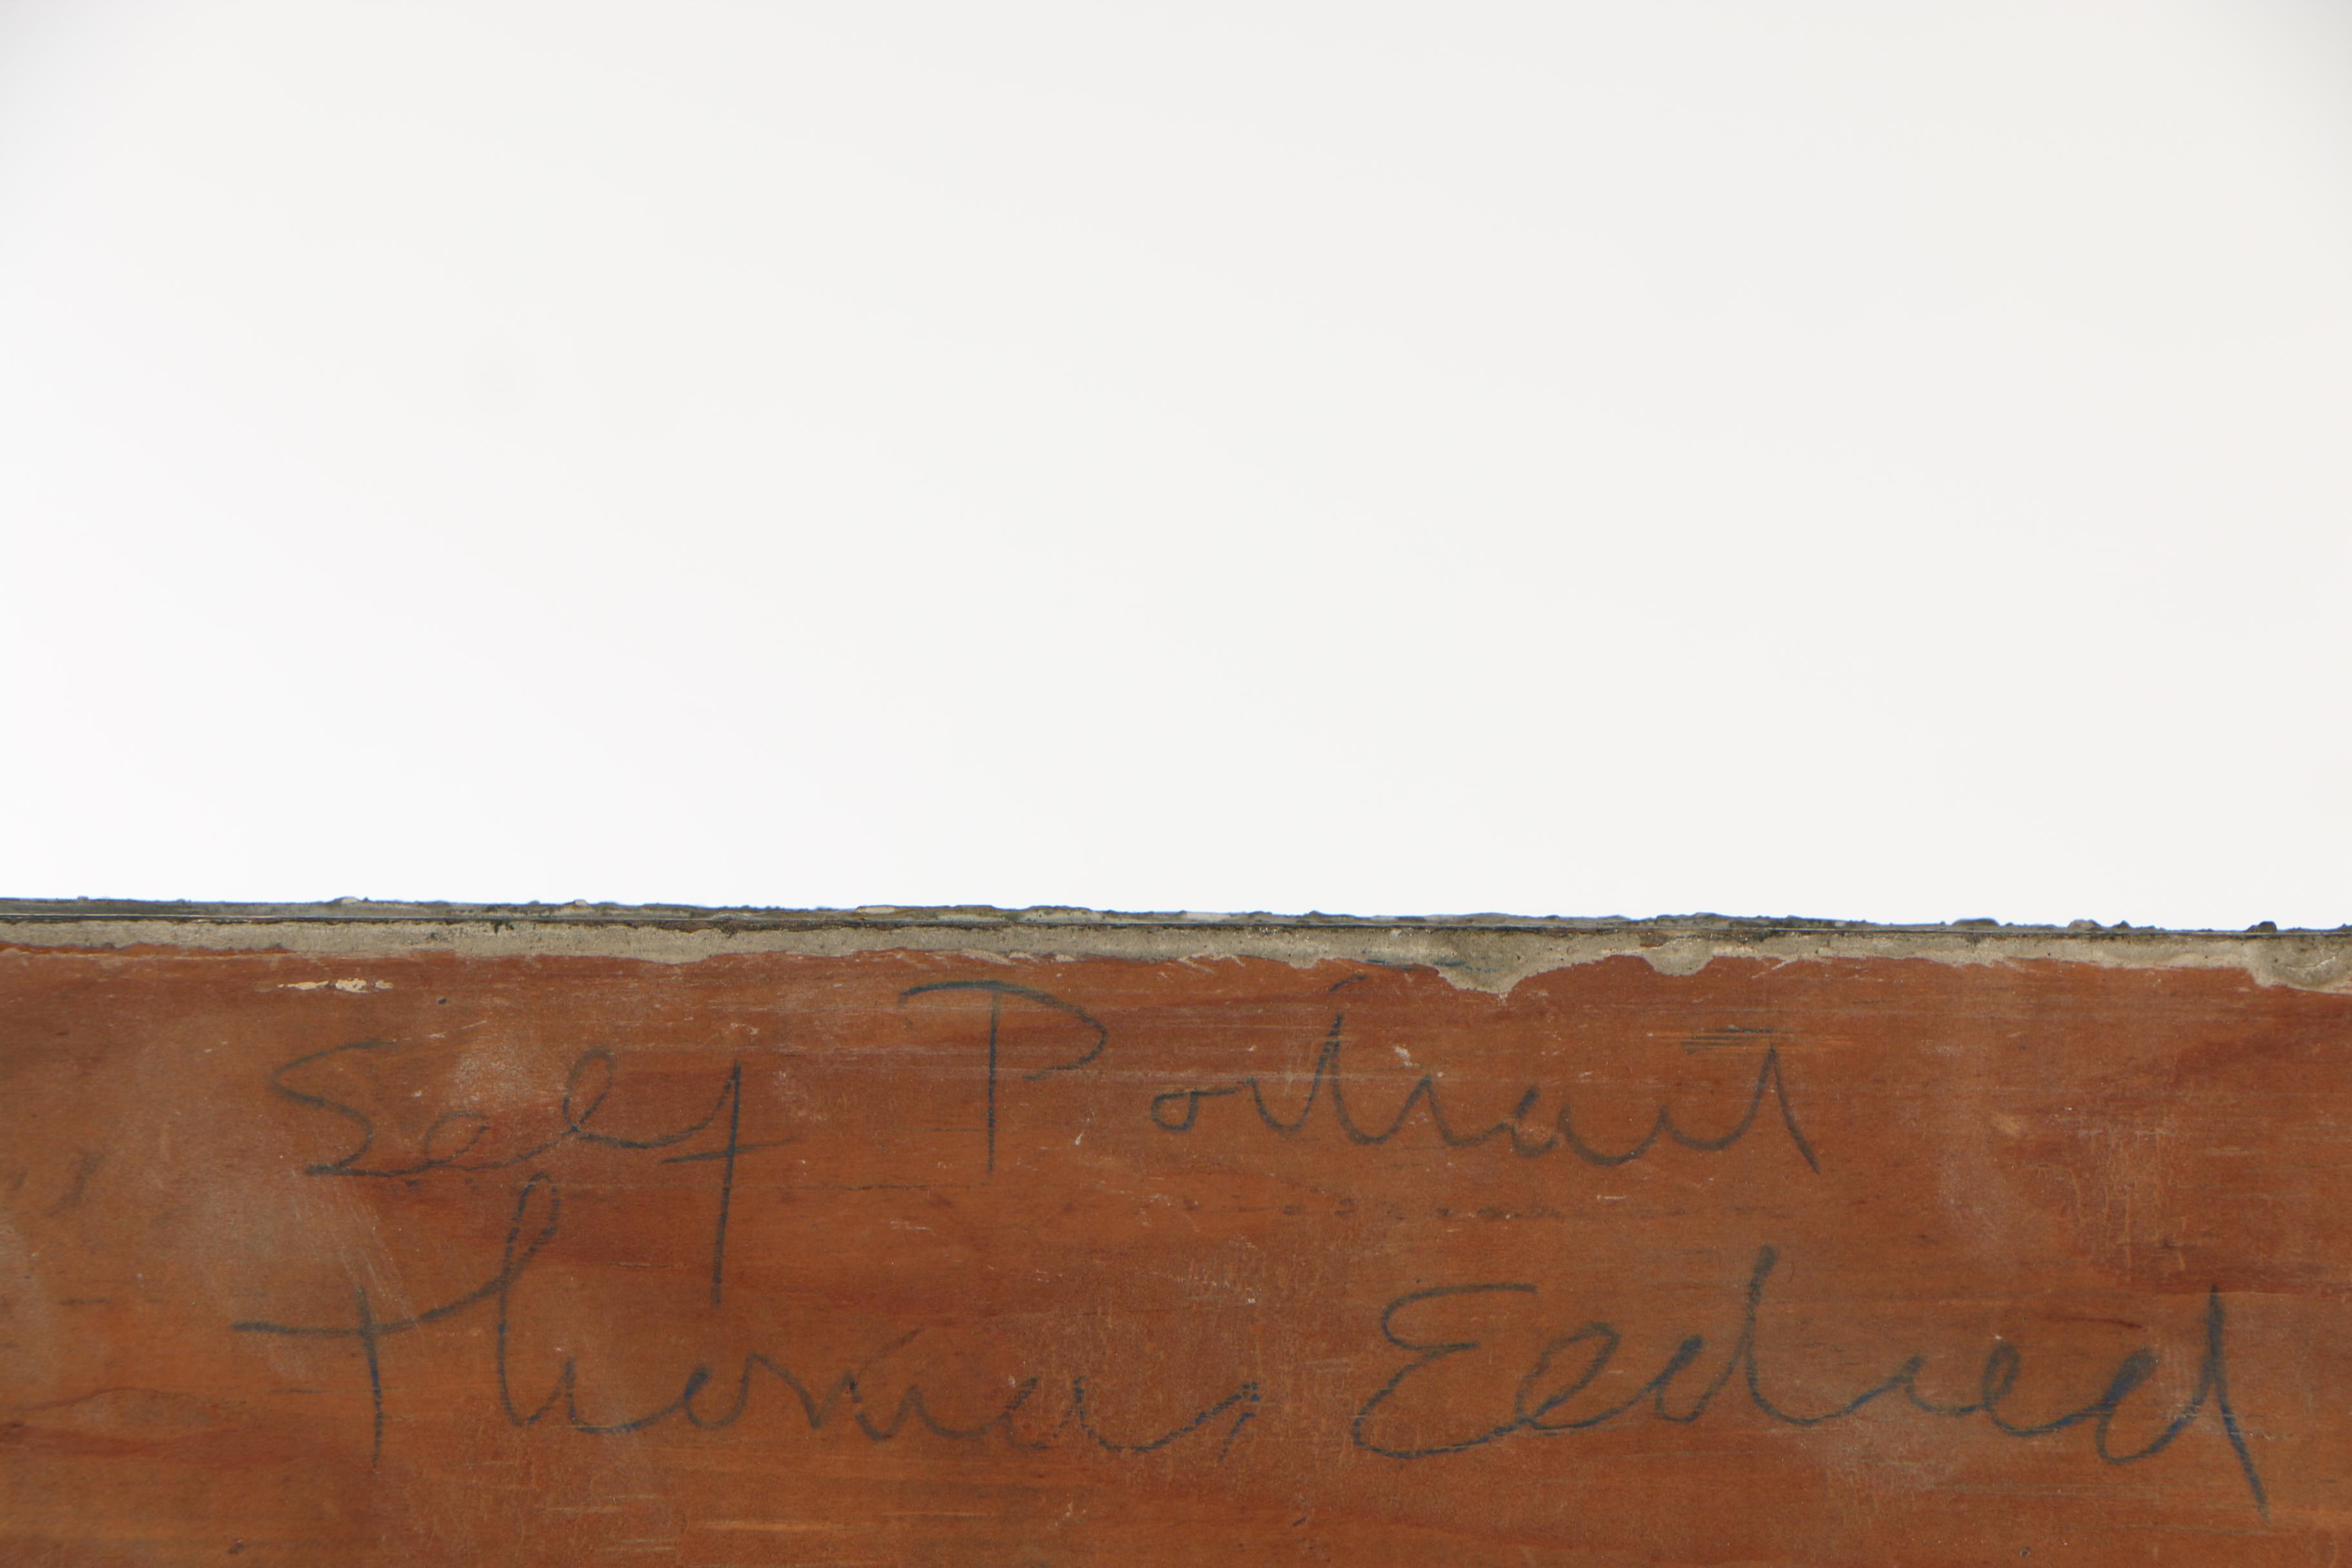 Self Portrait
Thomas Eldred